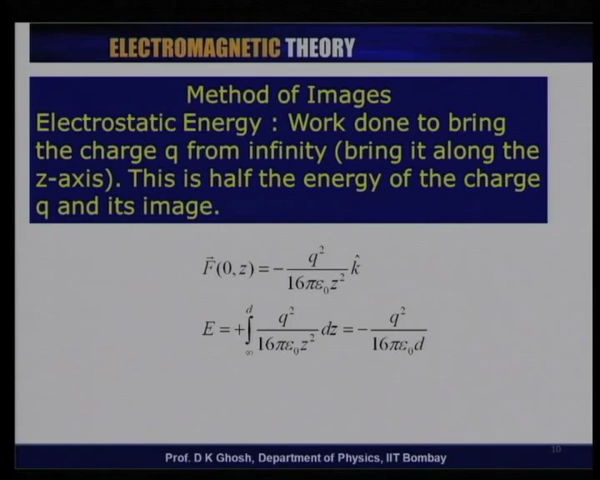 ELECTROMAGNETIC THEORY
Method of Images
Electrostatic Energy : Work done to bring
the charge q from infinity (bring it along the
z-axis). This is half the energy of the charge
q and its image.
F⃗(0,z) = − q²/(16πε₀z²) k̂
E = +∫_∞^d q²/(16πε₀z²) dz = − q²/(16πε₀d)
Prof. D K Ghosh, Department of Physics, IIT Bombay
10